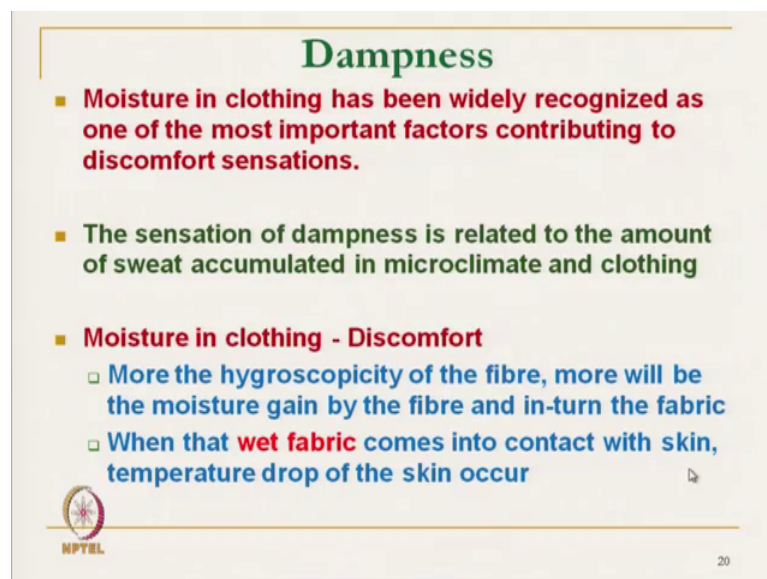 Dampness
Moisture in clothing has been widely recognized as
one of the most important factors contributing to
discomfort sensations.
The sensation of dampness is related to the amount
of sweat accumulated in microclimate and clothing
Moisture in clothing - Discomfort
More the hygroscopicity of the fibre, more will be
the moisture gain by the fibre and in-turn the fabric
When that wet fabric comes into contact with skin,
temperature drop of the skin occur
NPTEL
20